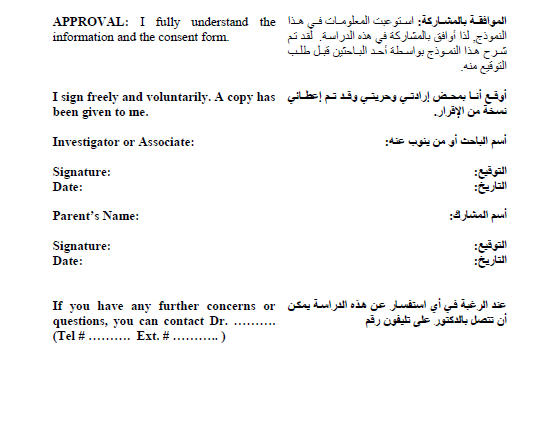 APPROVAL: I fully understand the
information and the consent form.
الموافقة بالمشاركة: استوعبت المعلومات في هذا
النموذج, لذا أوافق بالمشاركة في هذه الدراسة. لقد تم
شرح هذا النموذج بواسطة أحد الباحثين قبل طلب
التوقيع منه.
I sign freely and voluntarily. A copy has
been given to me.
أوقع أنا بمحض إرادتي وحريتي وقد تم إعطائي
نسخة من الإقرار.
Investigator or Associate:
أسم الباحث أو من ينوب عنه:
Signature:
التوقيع:
Date:
التاريخ:
Parent's Name:
أسم المشارك:
Signature:
التوقيع:
Date:
التاريخ:
If you have any further concerns or
questions, you can contact Dr. ……….
(Tel # ………. Ext. # ……….. )
عند الرغبة في أي استفسار عن هذه الدراسة يمكن
أن تتصل بالدكتور على تليفون رقم